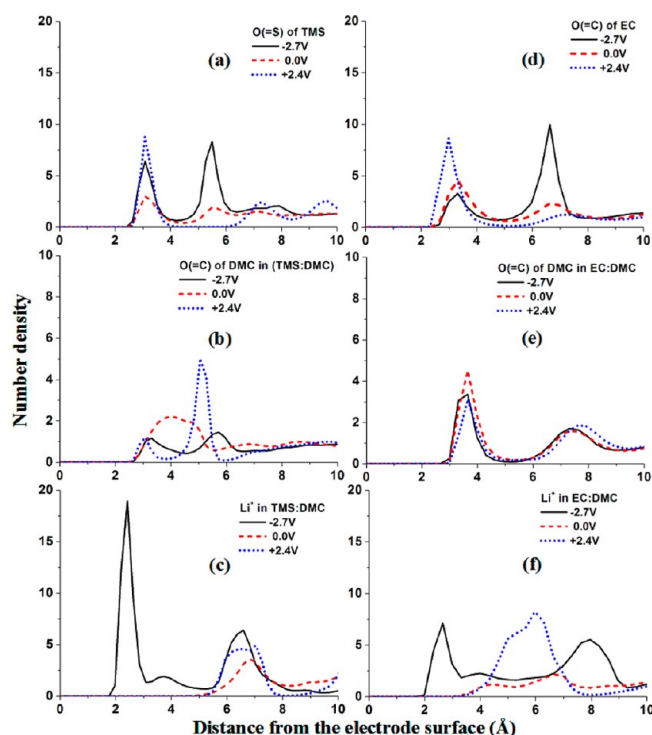 O(=S) of TMS
-2.7V
0.0V
+2.4V
(a)
20
15
10
5
0
0 2 4 6 8 10
O(=C) of EC
-2.7V
0.0V
+2.4V
(d)
20
15
10
5
0
0 2 4 6 8 10
O(=C) of DMC in (TMS:DMC)
-2.7V
0.0V
+2.4V
(b)
10
8
6
4
2
0
0 2 4 6 8 10
O(=C) of DMC in EC:DMC
-2.7V
0.0V
+2.4V
(e)
10
8
6
4
2
0
0 2 4 6 8 10
Li⁺ in TMS:DMC
-2.7V
0.0V
+2.4V
(c)
20
15
10
5
0
0 2 4 6 8 10
Li⁺ in EC:DMC
-2.7V
0.0V
+2.4V
(f)
20
15
10
5
0
0 2 4 6 8 10
Number density
Distance from the electrode surface (Å)